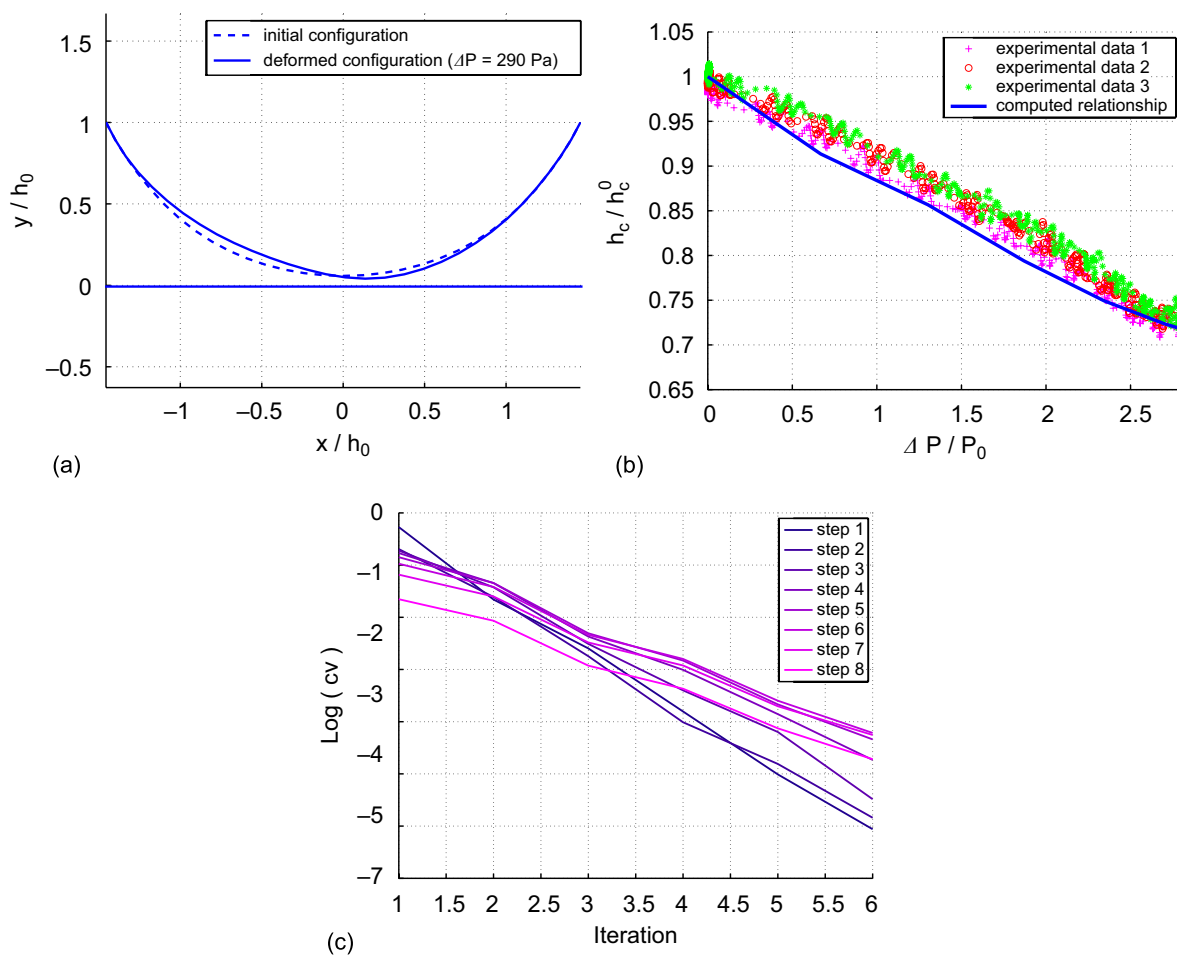 1.5
1
0.5
0
–0.5
y / h0
initial configuration
deformed configuration (ΔP = 290 Pa)
–1
–0.5
0
0.5
1
x / h0
(a)
1
0.95
0.9
0.85
0.8
0.75
0.7
0.65
hc / hc0
experimental data 1
experimental data 2
experimental data 3
computed relationship
0
0.5
1
1.5
2
2.5
Δ P / P0
(b)
0
–1
–2
–3
–4
–5
–7
Log ( cv )
step 1
step 2
step 3
step 4
step 5
step 6
step 7
step 8
1
1.5
2
2.5
3
3.5
4
4.5
5
5.5
6
Iteration
(c)